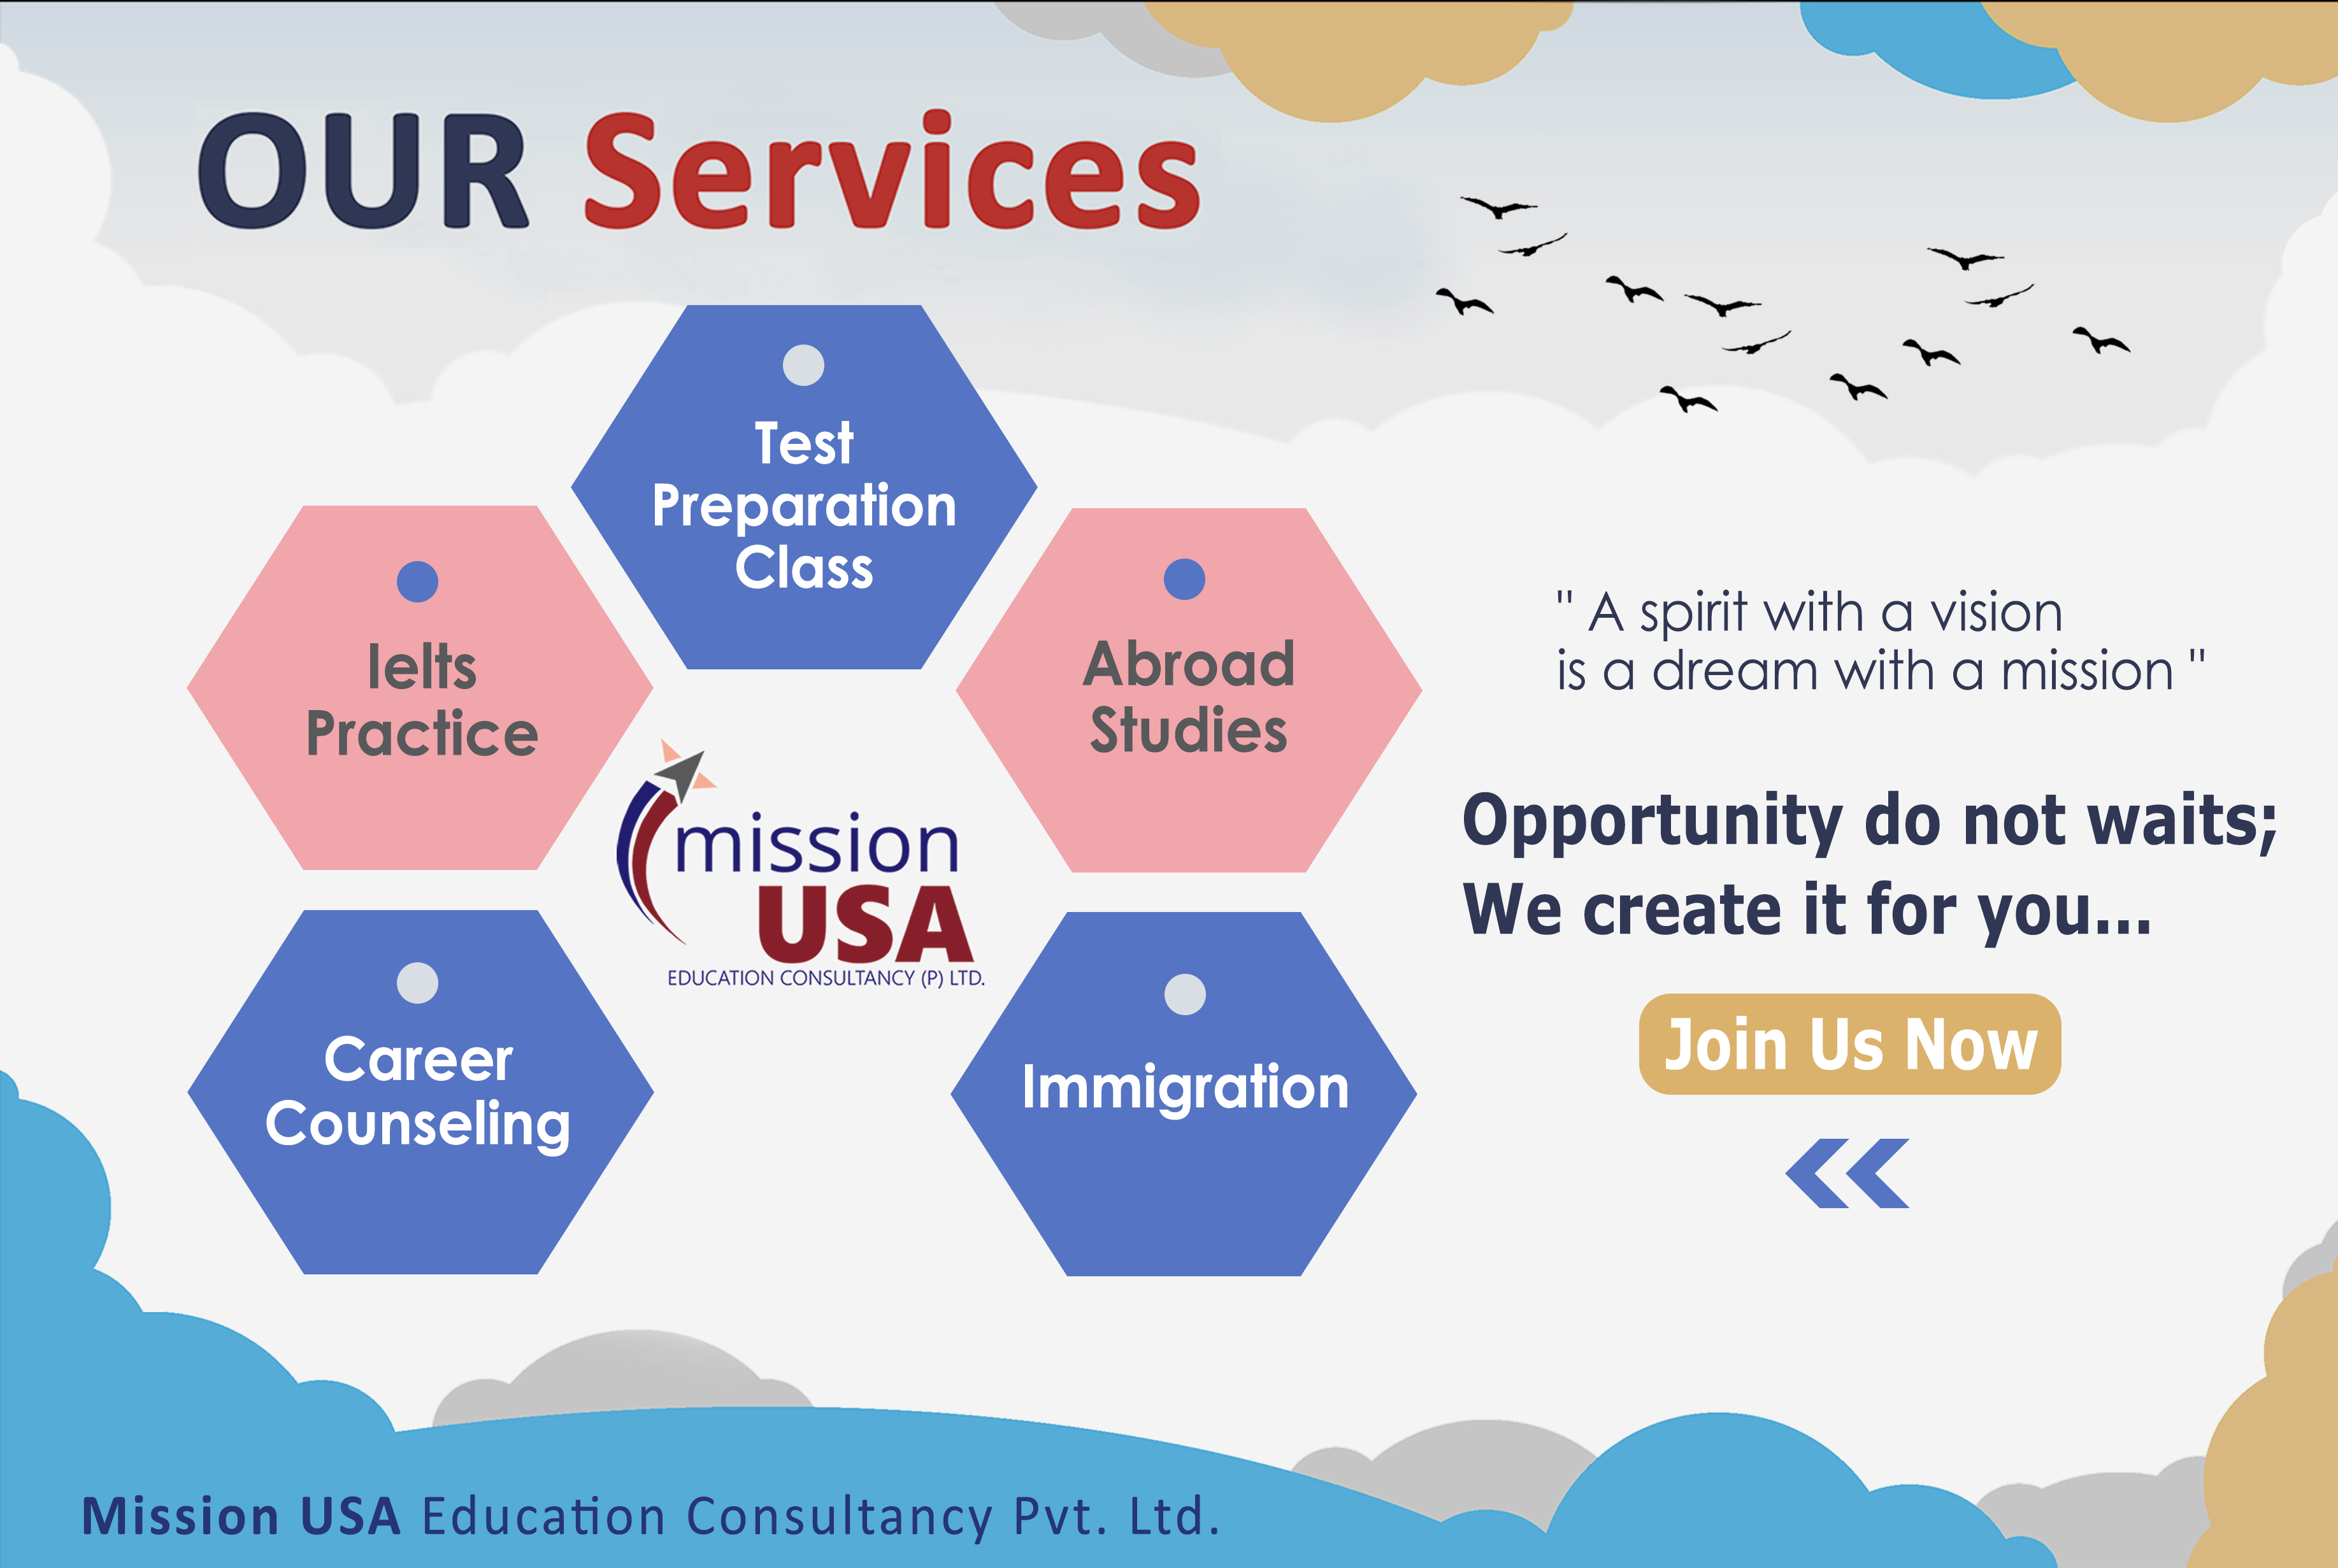 OUR Services
Test
Preparation
Class
Ielts
Practice
Abroad
Studies
mission
USA
EDUCATION CONSULTANCY (P) LTD.
Career
Counseling
Immigration
" A spirit with a vision
is a dream with a mission "
Opportunity do not waits;
We create it for you...
Join Us Now
Mission USA Education Consultancy Pvt. Ltd.